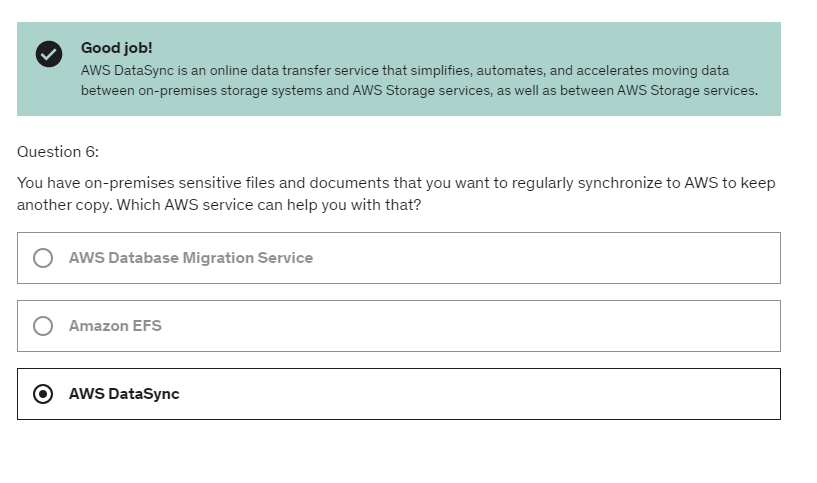 Good job!
AWS DataSync is an online data transfer service that simplifies, automates, and accelerates moving data
between on-premises storage systems and AWS Storage services, as well as between AWS Storage services.
Question 6:
You have on-premises sensitive files and documents that you want to regularly synchronize to AWS to keep
another copy. Which AWS service can help you with that?
AWS Database Migration Service
Amazon EFS
AWS DataSync